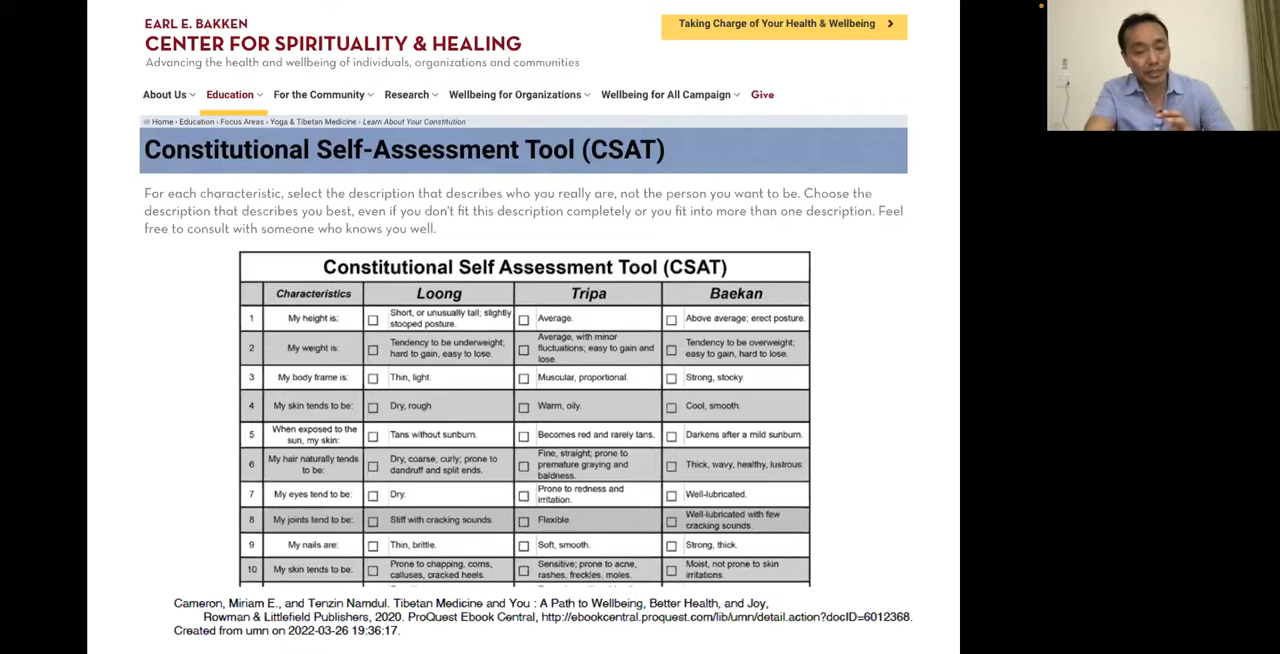 EARL E. BAKKEN
CENTER FOR SPIRITUALITY & HEALING
Advancing the health and wellbeing of individuals, organizations and communities
Taking Charge of Your Health & Wellbeing
About Us Education For the Community Research Wellbeing for Organizations Wellbeing for All Campaign Give
Home › Education › Focus Areas › Yoga & Tibetan Medicine › Learn About Your Constitution
Constitutional Self-Assessment Tool (CSAT)
For each characteristic, select the description that describes who you really are, not the person you want to be. Choose the
description that describes you best, even if you don't fit this description completely or you fit into more than one description. Feel
free to consult with someone who knows you well.
Constitutional Self Assessment Tool (CSAT)
Characteristics Loong Tripa Baekan
1 My height is: Short, or unusually tall; slightly stooped posture. Average. Above average; erect posture.
2 My weight is: Tendency to be underweight; hard to gain, easy to lose. Average, with minor fluctuations; easy to gain and lose. Tendency to be overweight; easy to gain, hard to lose.
3 My body frame is: Thin, light. Muscular, proportional. Strong, stocky.
4 My skin tends to be: Dry, rough Warm, oily. Cool, smooth.
5 When exposed to the sun, my skin: Tans without sunburn. Becomes red and rarely tans. Darkens after a mild sunburn.
6 My hair naturally tends to be: Dry, coarse, curly; prone to dandruff and split ends. Fine, straight; prone to premature graying and baldness. Thick, wavy, healthy, lustrous.
7 My eyes tend to be: Dry. Prone to redness and irritation. Well-lubricated.
8 My joints tend to be: Stiff with cracking sounds. Flexible. Well-lubricated with few cracking sounds.
9 My nails are: Thin, brittle. Soft, smooth. Strong, thick.
10 My skin tends to be: Prone to chapping, corns, calluses, cracked heels. Sensitive; prone to acne, rashes, freckles, moles. Moist, not prone to skin irritations.
Cameron, Miriam E., and Tenzin Namdul. Tibetan Medicine and You : A Path to Wellbeing, Better Health, and Joy,
Rowman & Littlefield Publishers, 2020. ProQuest Ebook Central, http://ebookcentral.proquest.com/lib/umn/detail.action?docID=6012368.
Created from umn on 2022-03-26 19:36:17.